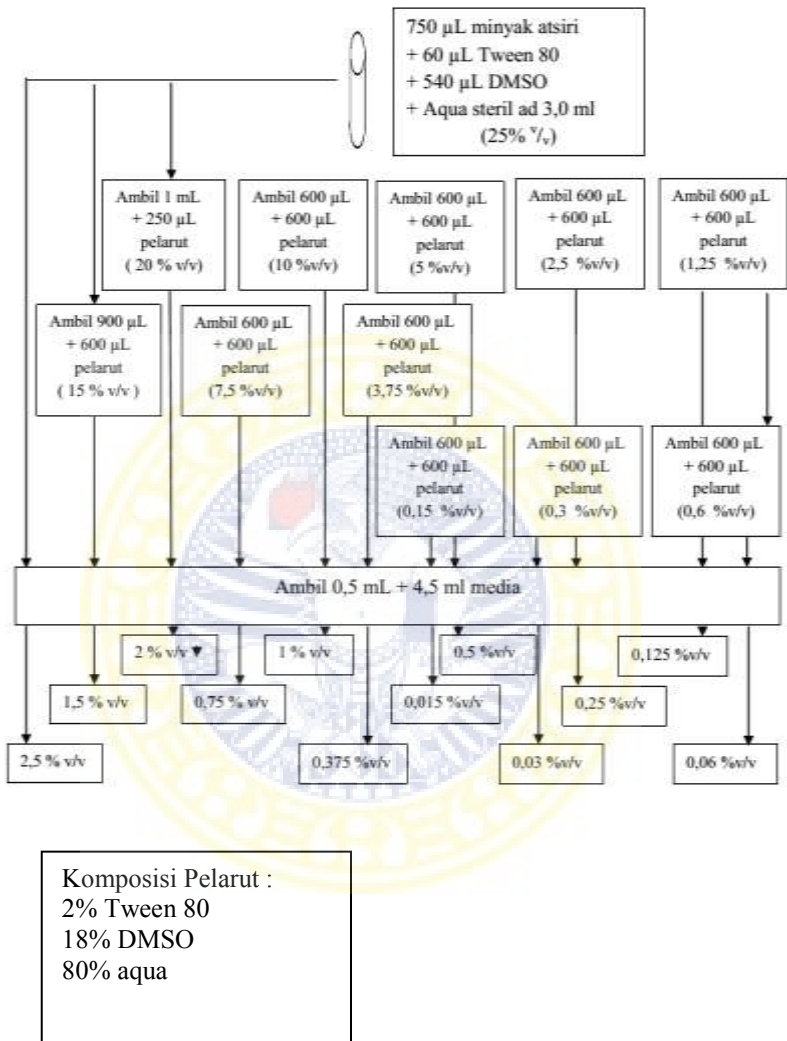 750 µL minyak atsiri
+ 60 µL Tween 80
+ 540 µL DMSO
+ Aqua steril ad 3,0 ml
(25% v/v)
Ambil 1 mL
+ 250 µL
pelarut
( 20 % v/v)
Ambil 600 µL
+ 600 µL
pelarut
(10 %v/v)
Ambil 600 µL
+ 600 µL
pelarut
(5 %v/v)
Ambil 600 µL
+ 600 µL
pelarut
(2,5 %v/v)
Ambil 600 µL
+ 600 µL
pelarut
(1,25 %v/v)
Ambil 900 µL
+ 600 µL
pelarut
( 15 % v/v )
Ambil 600 µL
+ 600 µL
pelarut
(7,5 %v/v)
Ambil 600 µL
+ 600 µL
pelarut
(3,75 %v/v)
Ambil 600 µL
+ 600 µL
pelarut
(0,15 %v/v)
Ambil 600 µL
+ 600 µL
pelarut
(0,3 %v/v)
Ambil 600 µL
+ 600 µL
pelarut
(0,6 %v/v)
Ambil 0,5 mL + 4,5 ml media
2 % v/v
1 % v/v
0,5 %v/v
0,125 %v/v
1,5 % v/v
0,75 % v/v
0,015 %v/v
0,25 %v/v
2,5 % v/v
0,375 %v/v
0,03 %v/v
0,06 %v/v
Komposisi Pelarut :
2% Tween 80
18% DMSO
80% aqua